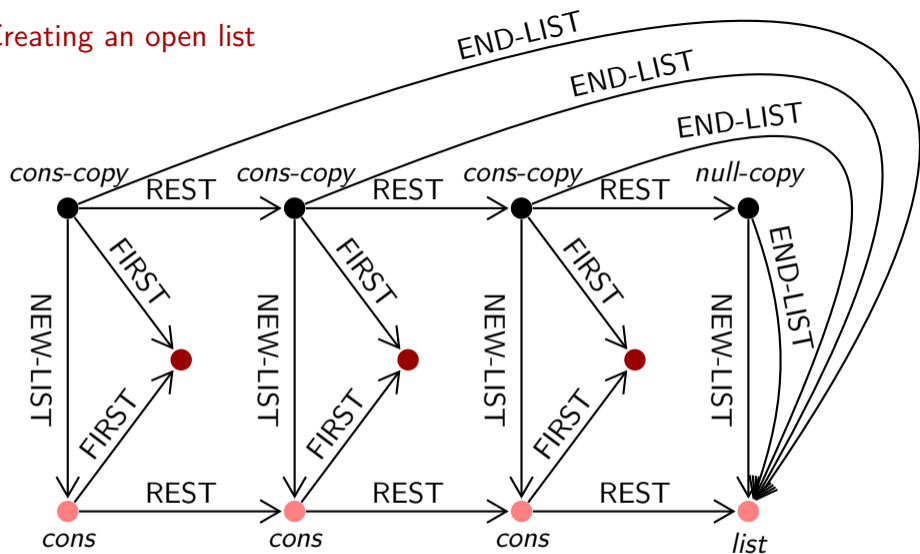 Creating an open list
END-LIST
END-LIST
END-LIST
cons-copy REST cons-copy REST cons-copy REST null-copy
FIRST FIRST FIRST END-LIST
NEW-LIST NEW-LIST NEW-LIST NEW-LIST
FIRST FIRST FIRST
REST REST REST
cons cons cons list